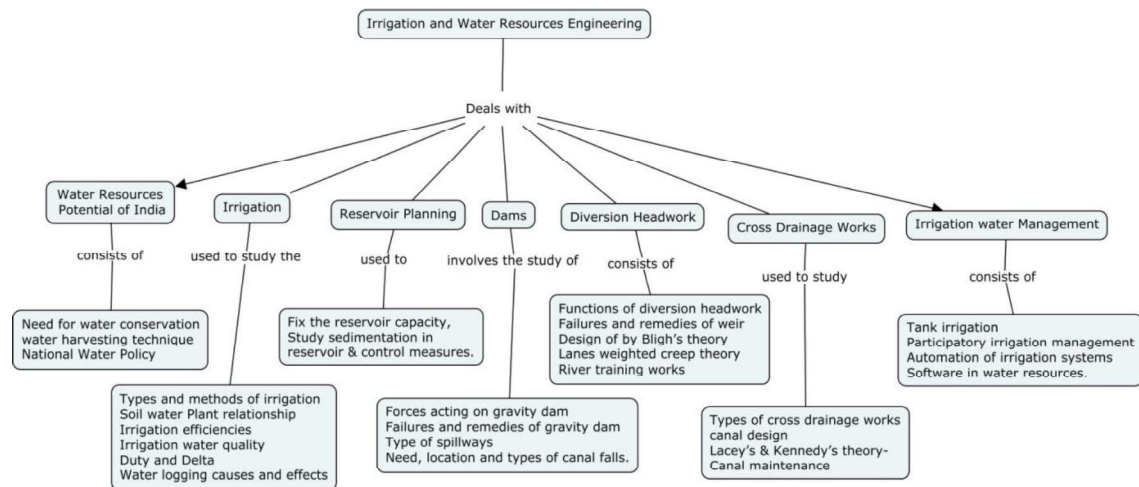 Irrigation and Water Resources Engineering
Deals with
Water Resources
Potential of India
Irrigation
Reservoir Planning
Dams
Diversion Headwork
Cross Drainage Works
Irrigation water Management
consists of
used to study the
used to
involves the study of
consists of
used to study
consists of
Need for water conservation
water harvesting technique
National Water Policy
Types and methods of irrigation
Soil water Plant relationship
Irrigation efficiencies
Irrigation water quality
Duty and Delta
Water logging causes and effects
Fix the reservoir capacity,
Study sedimentation in
reservoir & control measures.
Forces acting on gravity dam
Failures and remedies of gravity dam
Type of spillways
Need, location and types of canal falls.
Functions of diversion headwork
Failures and remedies of weir
Design of by Bligh's theory
Lanes weighted creep theory
River training works
Types of cross drainage works
canal design
Lacey's & Kennedy's theory-
Canal maintenance
Tank irrigation
Participatory irrigation management
Automation of irrigation systems
Software in water resources.